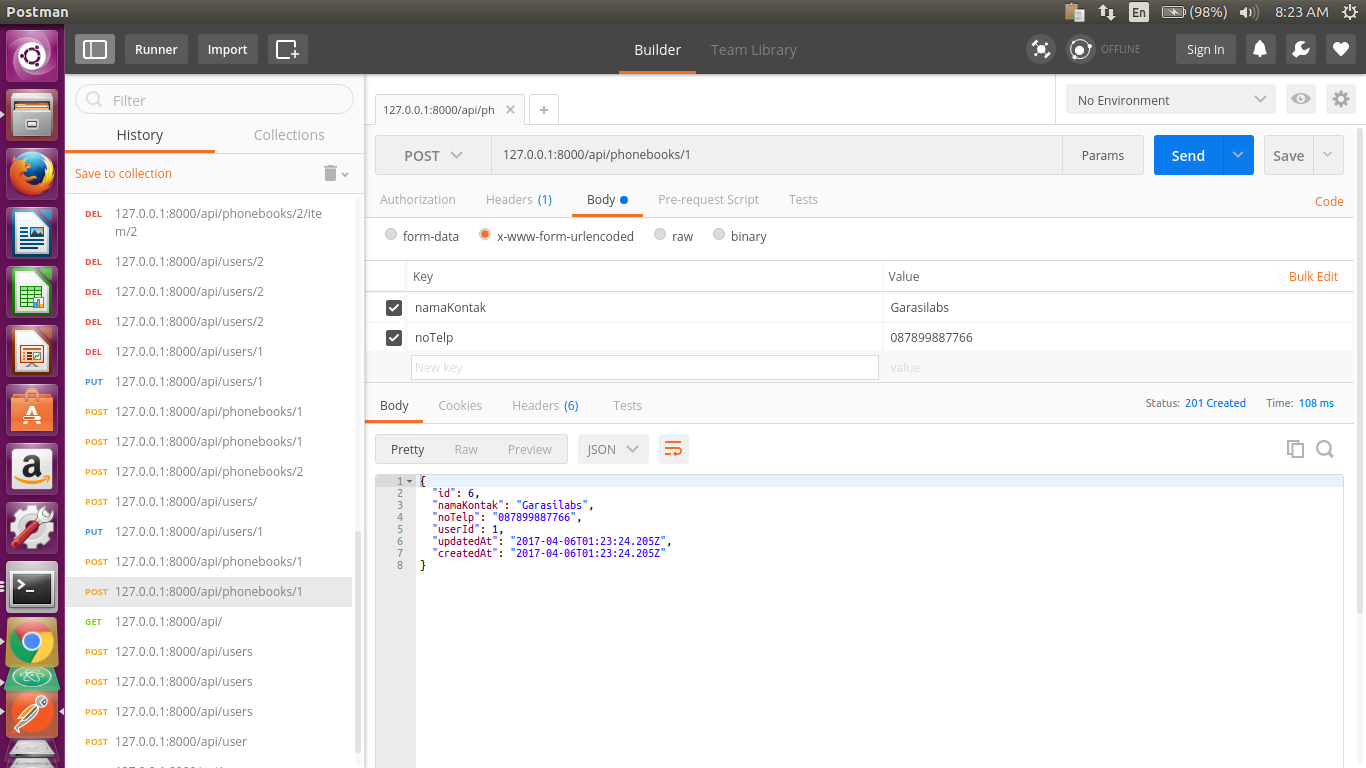 Postman
En
(98%)
8:23 AM
Runner
Import
Builder
Team Library
OFFLINE
Sign In
Filter
History
Collections
Save to collection
DEL 127.0.0.1:8000/api/phonebooks/2/ite
m/2
DEL 127.0.0.1:8000/api/users/2
DEL 127.0.0.1:8000/api/users/2
DEL 127.0.0.1:8000/api/users/2
DEL 127.0.0.1:8000/api/users/1
PUT 127.0.0.1:8000/api/users/1
POST 127.0.0.1:8000/api/phonebooks/1
POST 127.0.0.1:8000/api/phonebooks/1
POST 127.0.0.1:8000/api/phonebooks/2
POST 127.0.0.1:8000/api/users/
PUT 127.0.0.1:8000/api/users/1
POST 127.0.0.1:8000/api/phonebooks/1
POST 127.0.0.1:8000/api/phonebooks/1
GET 127.0.0.1:8000/api/
POST 127.0.0.1:8000/api/users
POST 127.0.0.1:8000/api/users
POST 127.0.0.1:8000/api/users
POST 127.0.0.1:8000/api/user
127.0.0.1:8000/api/ph
No Environment
POST 127.0.0.1:8000/api/phonebooks/1 Params Send Save
Authorization Headers (1) Body Pre-request Script Tests Code
form-data x-www-form-urlencoded raw binary
Key Value Bulk Edit
namaKontak Garasilabs
noTelp 087899887766
New key value
Body Cookies Headers (6) Tests Status: 201 Created Time: 108 ms
Pretty Raw Preview JSON
1 {
2 "id": 6,
3 "namaKontak": "Garasilabs",
4 "noTelp": "087899887766",
5 "userId": 1,
6 "updatedAt": "2017-04-06T01:23:24.205Z",
7 "createdAt": "2017-04-06T01:23:24.205Z"
8 }